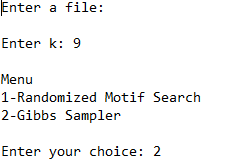 Enter a file:
Enter k: 9
Menu
1-Randomized Motif Search
2-Gibbs Sampler
Enter your choice: 2